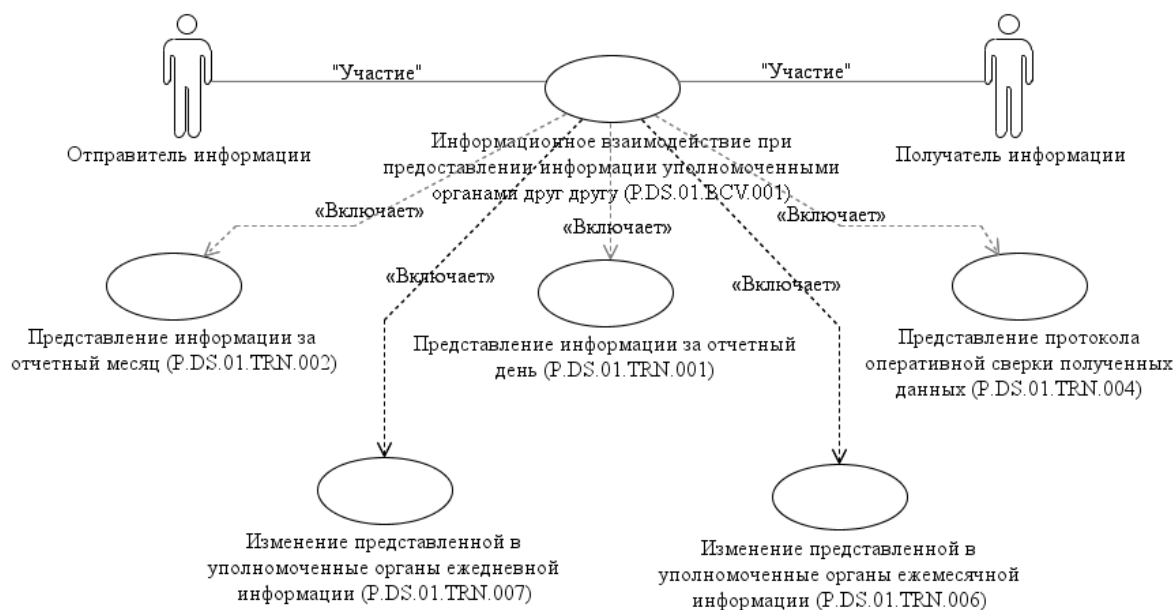 "Участие"
"Участие"
Отправитель информации
Получатель информации
Информационное взаимодействие при
предоставлении информации уполномоченными
органами друг другу (P.DS.01.BCV.001)
«Включает»
«Включает»
«Включает»
«Включает»
«Включает»
Представление информации за
отчетный месяц (P.DS.01.TRN.002)
Представление информации за отчетный
день (P.DS.01.TRN.001)
Представление протокола
оперативной сверки полученных
данных (P.DS.01.TRN.004)
Изменение представленной в
уполномоченные органы ежедневной
информации (P.DS.01.TRN.007)
Изменение представленной в
уполномоченные органы ежемесячной
информации (P.DS.01.TRN.006)